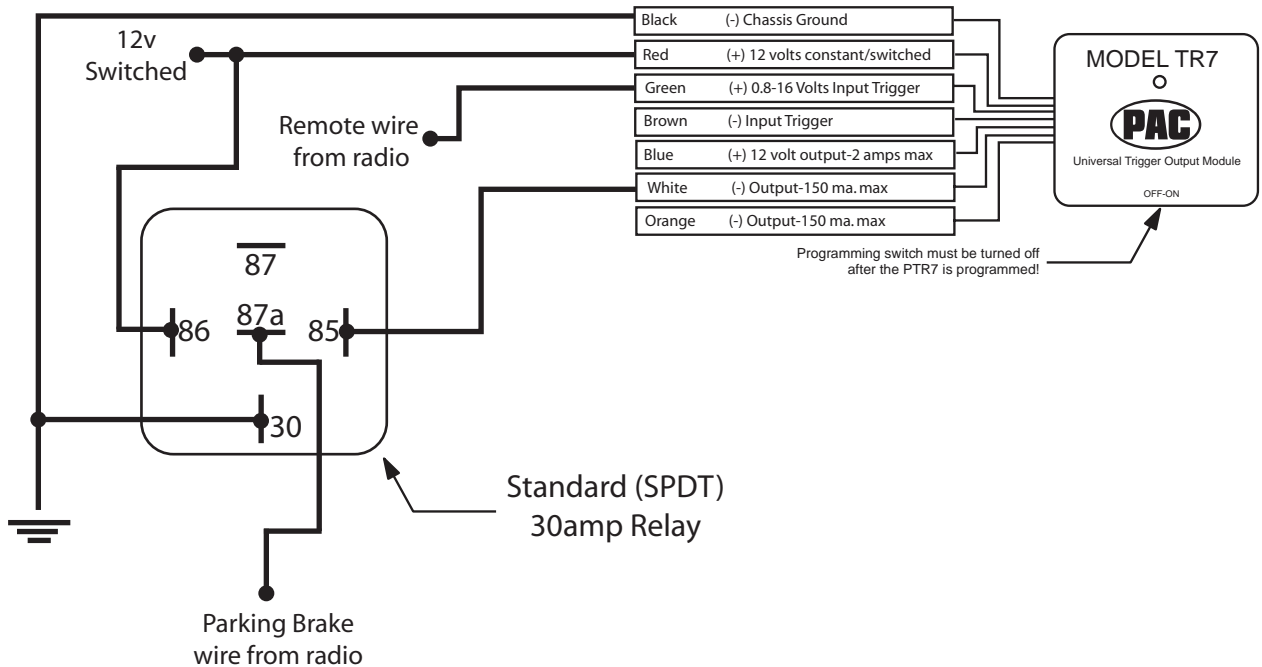 Black (-) Chassis Ground
12v
Switched
Red (+) 12 volts constant/switched
Green (+) 0.8-16 Volts Input Trigger
Remote wire
from radio
Brown (-) Input Trigger
Blue (+) 12 volt output-2 amps max
White (-) Output-150 ma. max
Orange (-) Output-150 ma. max
MODEL TR7
PAC
Universal Trigger Output Module
OFF-ON
Programming switch must be turned off
after the PTR7 is programmed!
87
87a
86
85
30
Standard (SPDT)
30amp Relay
Parking Brake
wire from radio